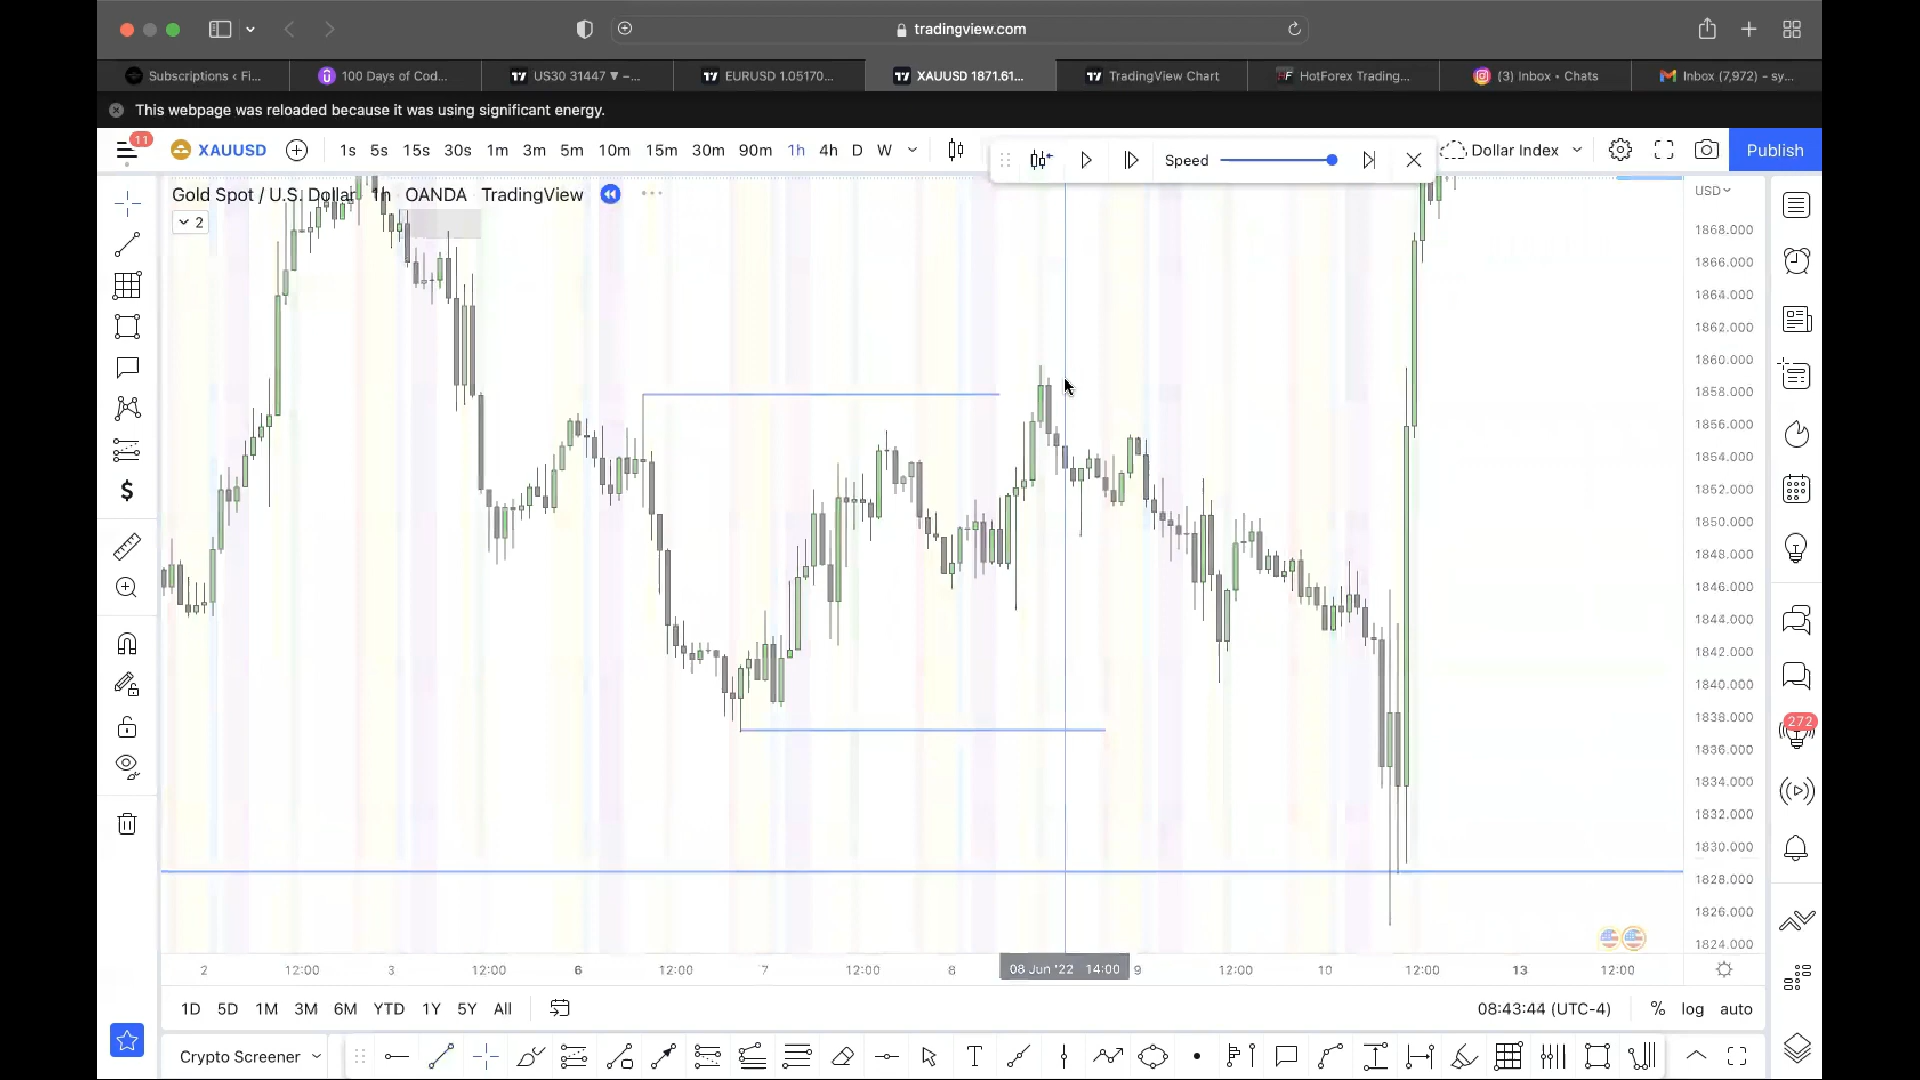 tradingview.com
Subscriptions ‹ Fi...
100 Days of Cod...
US30 31447 ▼ –...
EURUSD 1.05170...
XAUUSD 1871.61...
TradingView Chart
HotForex Trading...
(3) Inbox • Chats
Inbox (7,972) – sy...
This webpage was reloaded because it was using significant energy.
11
XAUUSD 1s 5s 15s 30s 1m 3m 5m 10m 15m 30m 90m 1h 4h D W
Speed
Dollar Index
Publish
Gold Spot / U.S. Dollar 1h OANDA TradingView
USD
2
1868.000
1866.000
1864.000
1862.000
1860.000
1858.000
1856.000
1854.000
1852.000
1850.000
1848.000
1846.000
1844.000
1842.000
1840.000
1838.000
1836.000
1834.000
1832.000
1830.000
1828.000
1826.000
1824.000
272
2 12:00 3 12:00 6 12:00 7 12:00 8 08 Jun '22 14:00 9 12:00 10 12:00 13 12:00
1D 5D 1M 3M 6M YTD 1Y 5Y All
08:43:44 (UTC-4) % log auto
Crypto Screener